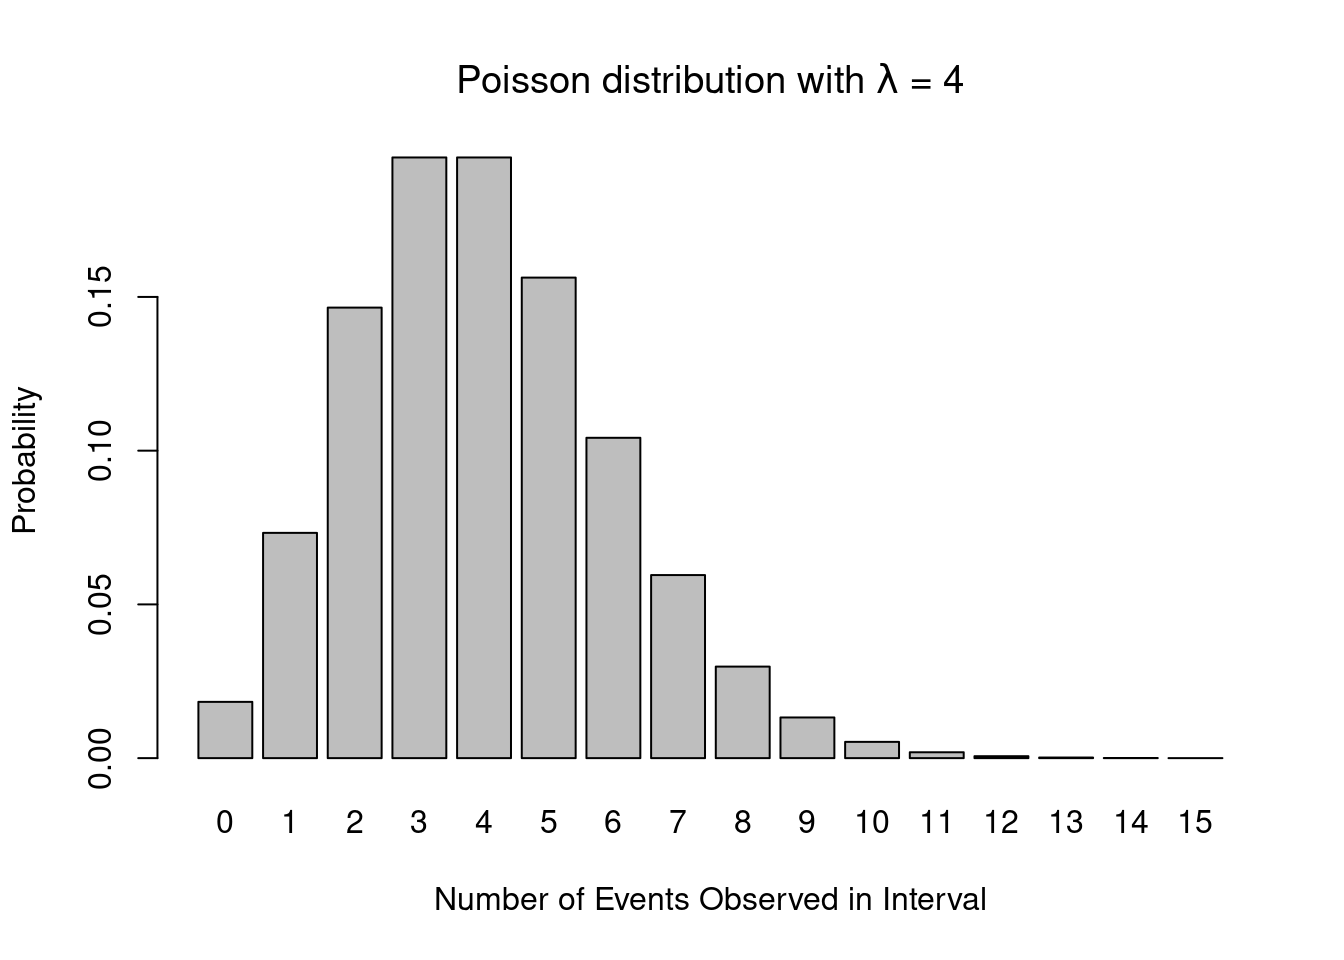 Poisson distribution with λ = 4
Probability
0.15
0.10
0.05
0.00
0 1 2 3 4 5 6 7 8 9 10 11 12 13 14 15
Number of Events Observed in Interval